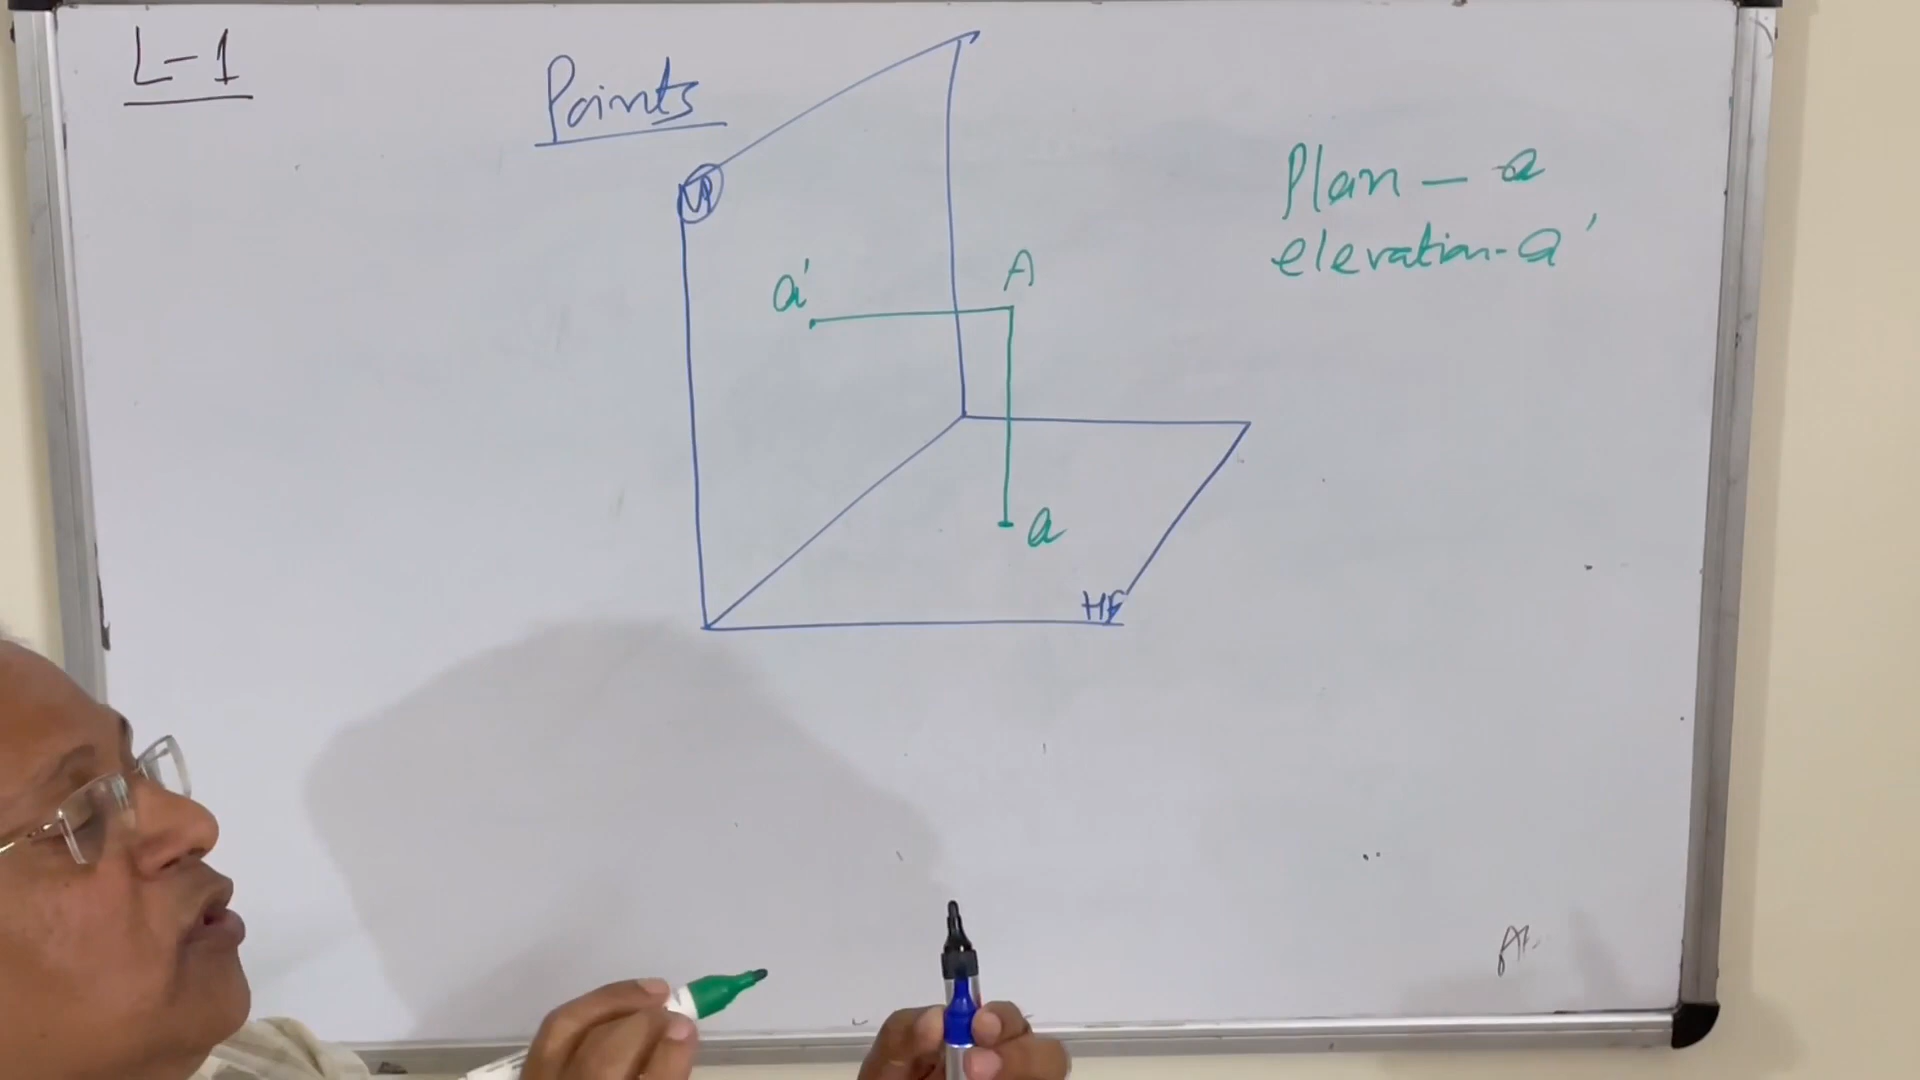 L-1
Points
VP
Plan - a
elevation - a'
a'
A
a
HP